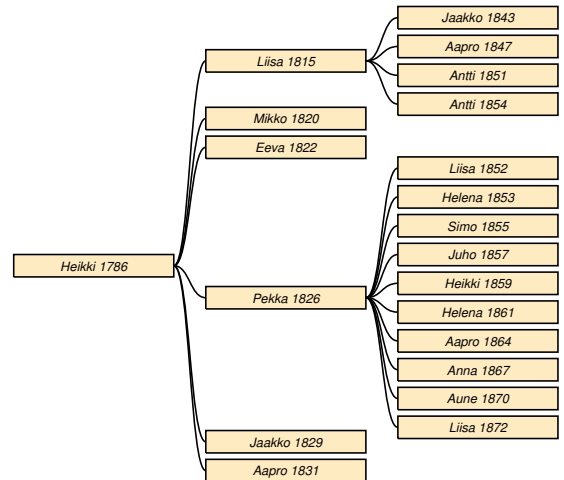 Jaakko 1843
Aapro 1847
Liisa 1815
Antti 1851
Antti 1854
Mikko 1820
Eeva 1822
Liisa 1852
Helena 1853
Simo 1855
Juho 1857
Heikki 1786
Heikki 1859
Pekka 1826
Helena 1861
Aapro 1864
Anna 1867
Aune 1870
Liisa 1872
Jaakko 1829
Aapro 1831